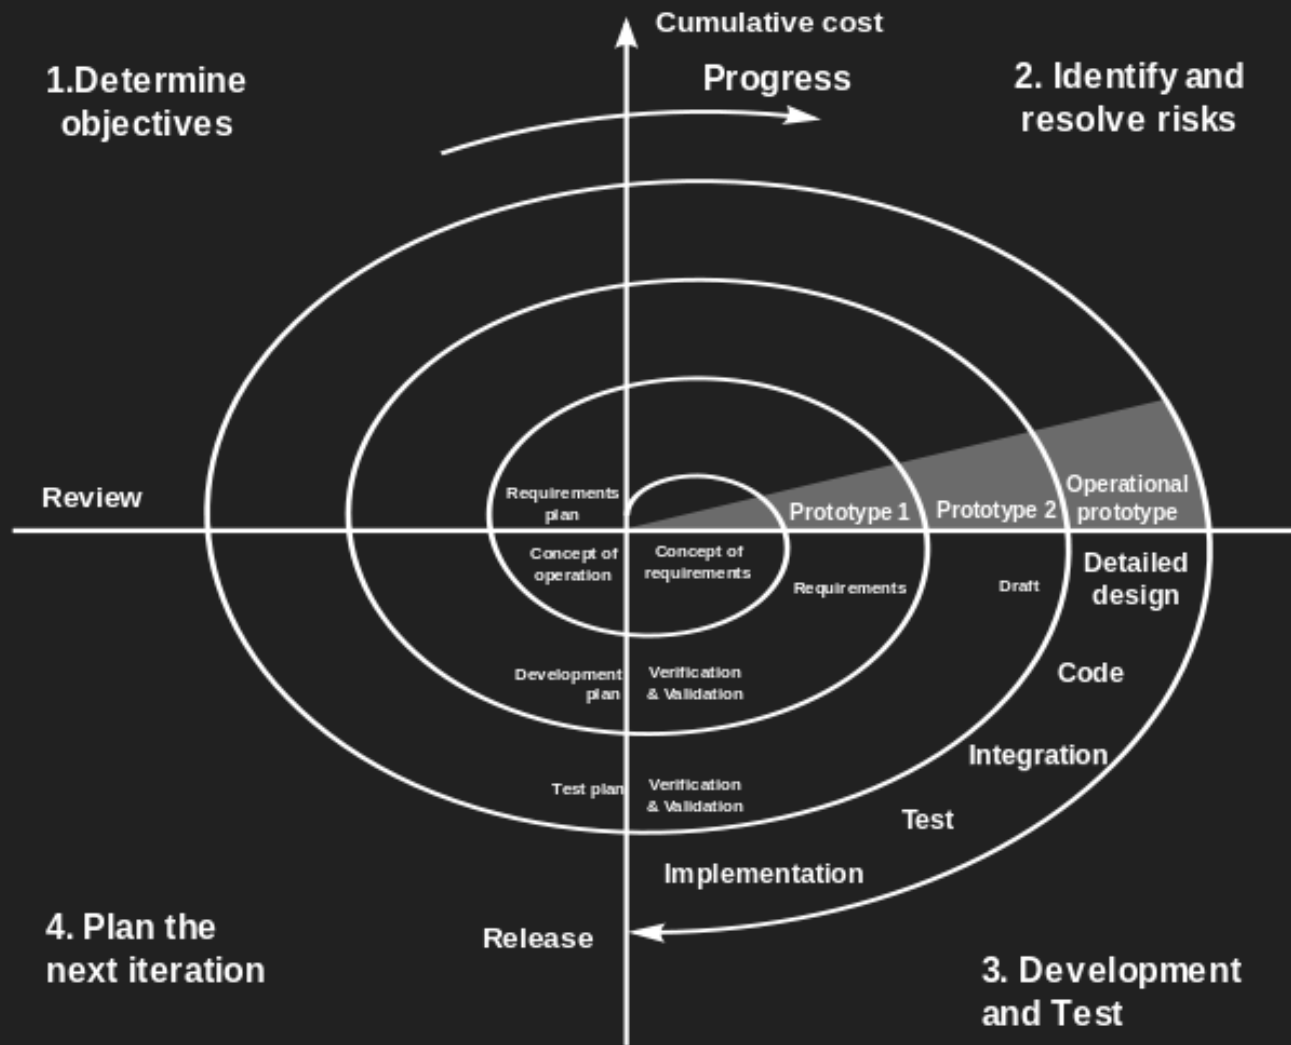 Cumulative cost
Progress
1.Determine
objectives
2. Identify and
resolve risks
Review
Requirements
plan
Operational
prototype
Prototype 1
Prototype 2
Concept of
operation
Concept of
requirements
Requirements
Draft
Detailed
design
Code
Development
plan
Verification
& Validation
Integration
Test plan
Verification
& Validation
Test
Implementation
Release
4. Plan the
next iteration
3. Development
and Test